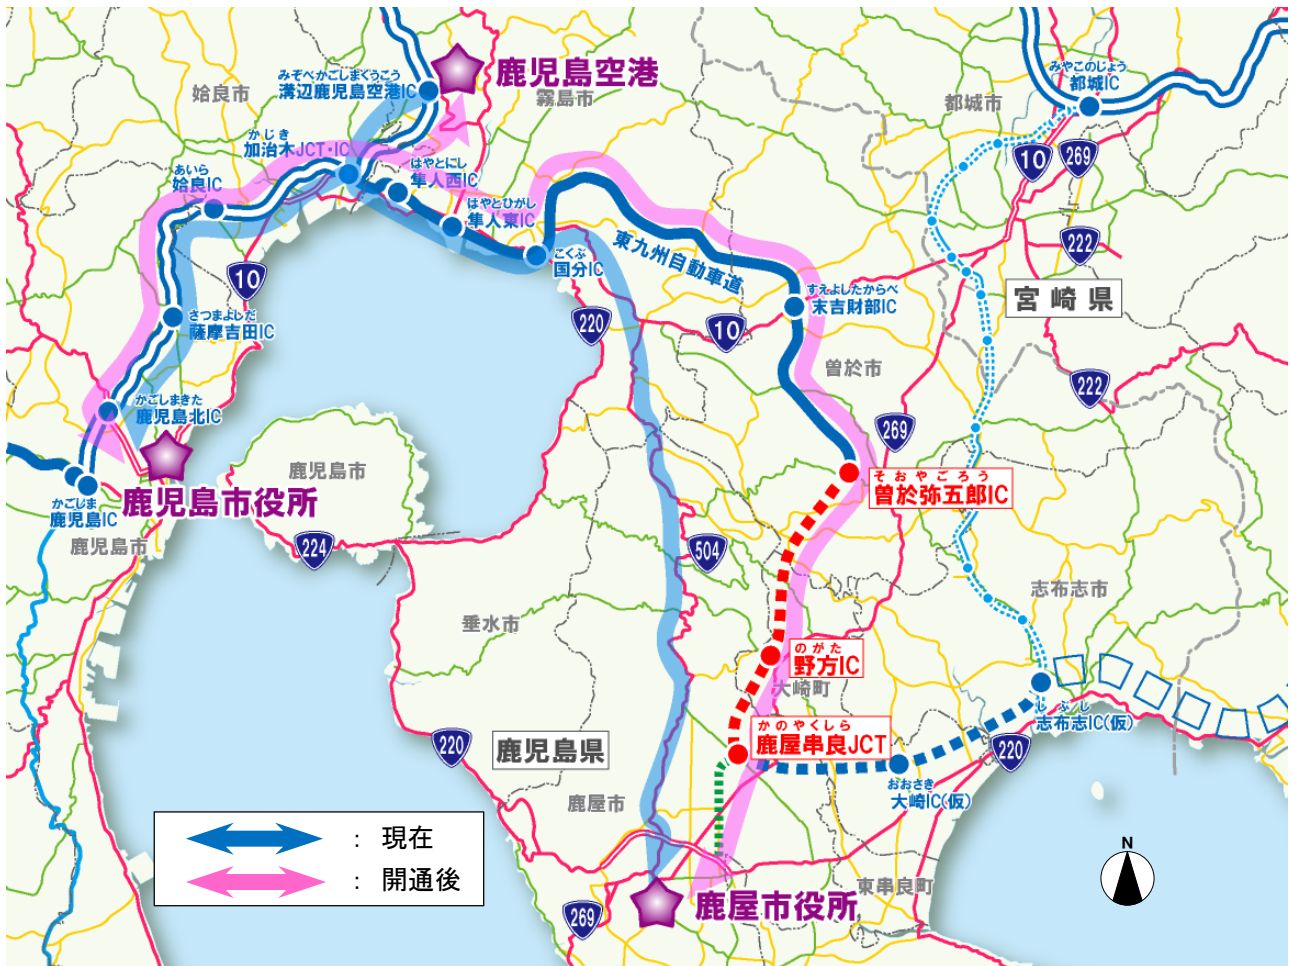 鹿児島空港
みぞべかごしまくうこう
溝辺鹿児島空港IC
姶良市
霧島市
みやこのじょう
都城IC
都城市
かじき
加治木JCT・IC
10
269
はやとにし
隼人西IC
あいら
姶良IC
はやとひがし
隼人東IC
222
こくぶ
国分IC
東九州自動車道
10
すえよしたからべ
末吉財部IC
宮崎県
さつまよしだ
薩摩吉田IC
220
10
曽於市
222
かごしまきた
鹿児島北IC
269
鹿児島市
そおやごろう
曽於弥五郎IC
鹿児島市役所
かごしま
鹿児島IC
鹿児島市
224
504
志布志市
垂水市
のがた
野方IC
大崎町
しぶし
志布志IC(仮)
かのやくしら
鹿屋串良JCT
220
鹿児島県
220
おおさき
大崎IC(仮)
鹿屋市
: 現在
: 開通後
N
東串良町
269
鹿屋市役所